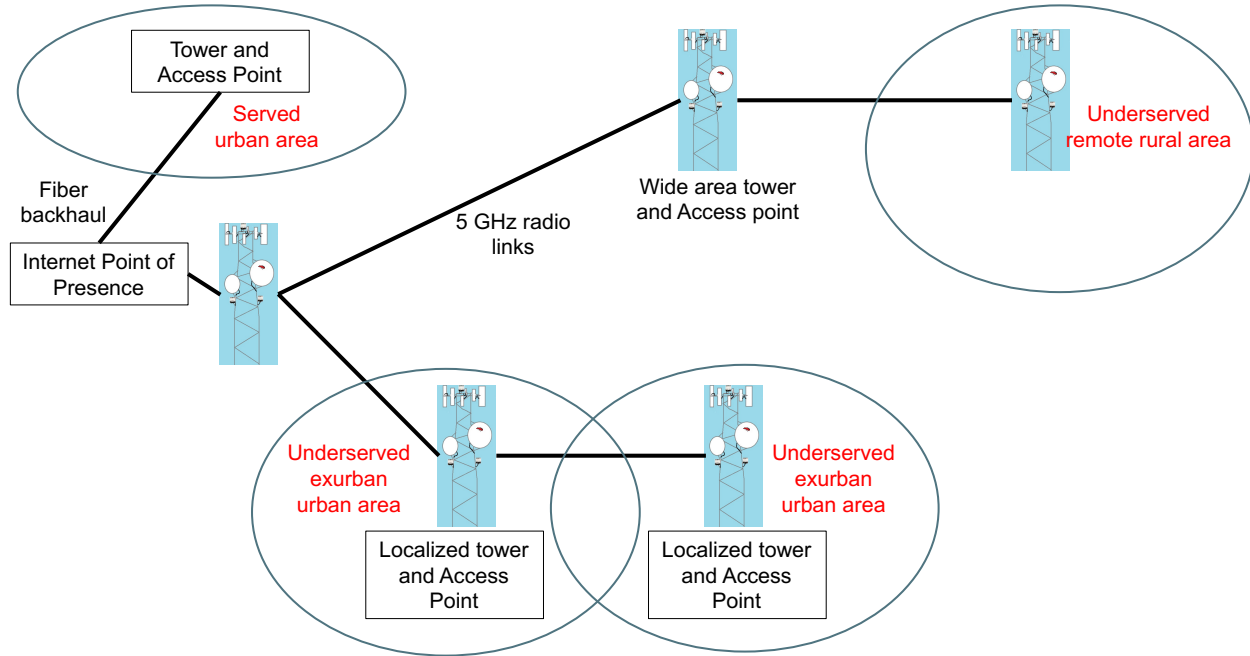 Tower and
Access Point
Served
urban area
Fiber
backhaul
Internet Point of
Presence
5 GHz radio
links
Wide area tower
and Access point
Underserved
remote rural area
Underserved
exurban
urban area
Localized tower
and Access
Point
Underserved
exurban
urban area
Localized tower
and Access
Point